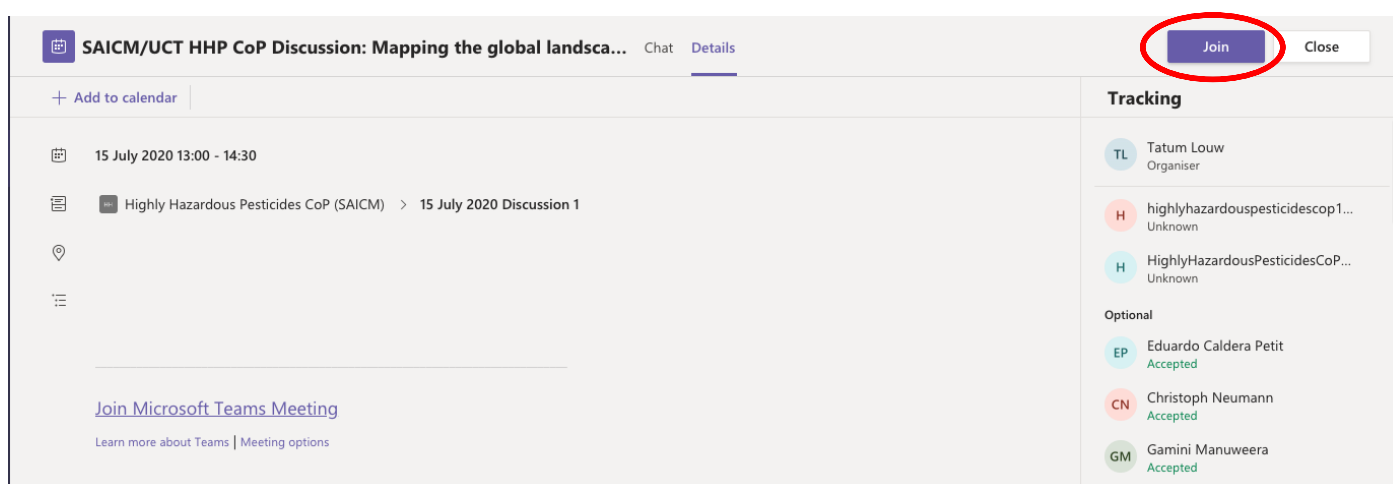 SAICM/UCT HHP CoP Discussion: Mapping the global landsca... Chat Details Join Close
+ Add to calendar
15 July 2020 13:00 - 14:30
Highly Hazardous Pesticides CoP (SAICM) > 15 July 2020 Discussion 1
Join Microsoft Teams Meeting
Learn more about Teams | Meeting options
Tracking
TL Tatum Louw
Organiser
H highlyhazardouspesticidescop1...
Unknown
H HighlyHazardousPesticidesCoP...
Unknown
Optional
EP Eduardo Caldera Petit
Accepted
CN Christoph Neumann
Accepted
GM Gamini Manuweera
Accepted